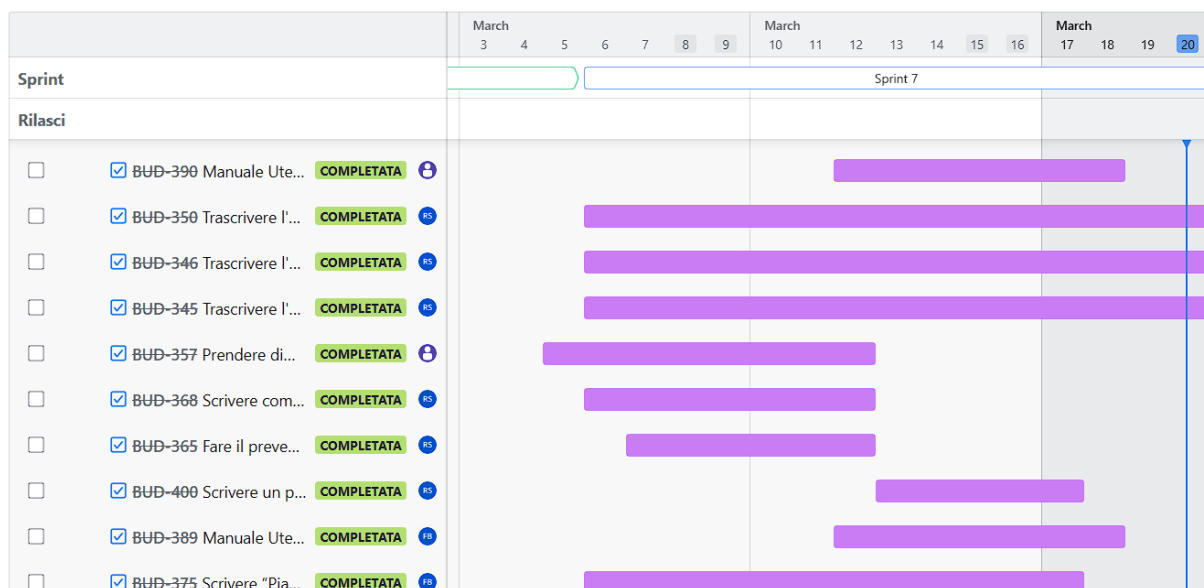 March March March
3 4 5 6 7 8 9 10 11 12 13 14 15 16 17 18 19 20
Sprint Sprint 7
Rilasci
BUD-390 Manuale Ute... COMPLETATA
BUD-350 Trascrivere l'... COMPLETATA RS
BUD-346 Trascrivere l'... COMPLETATA RS
BUD-345 Trascrivere l'... COMPLETATA RS
BUD-357 Prendere di... COMPLETATA
BUD-368 Scrivere com... COMPLETATA RS
BUD-365 Fare il preve... COMPLETATA RS
BUD-400 Scrivere un p... COMPLETATA RS
BUD-389 Manuale Ute... COMPLETATA FB
BUD-375 Scrivere “Pia... COMPLETATA FB